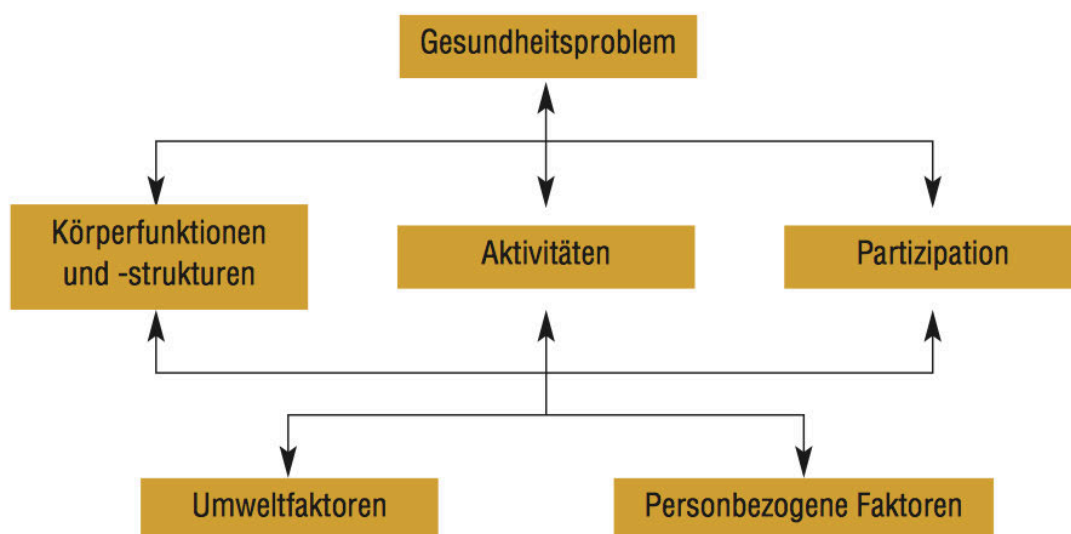 Gesundheitsproblem
Körperfunktionen
und -strukturen
Aktivitäten
Partizipation
Umweltfaktoren
Personbezogene Faktoren